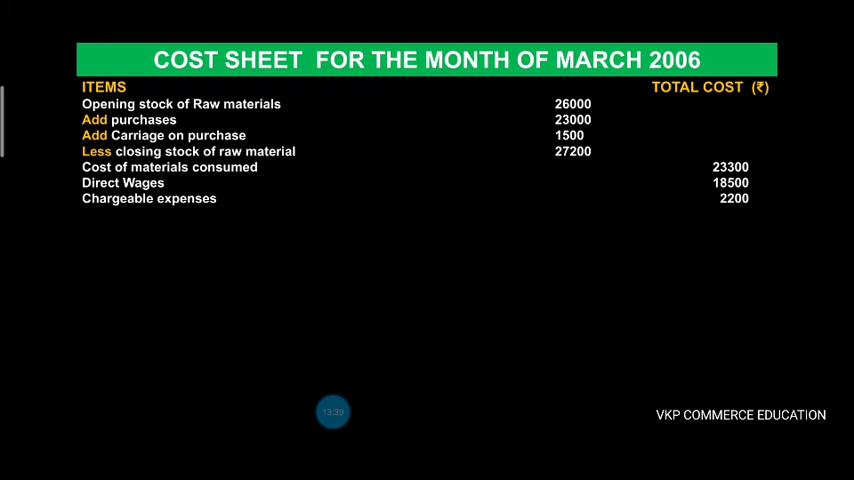 COST SHEET FOR THE MONTH OF MARCH 2006
ITEMS TOTAL COST (₹)
Opening stock of Raw materials 26000
Add purchases 23000
Add Carriage on purchase 1500
Less closing stock of raw material 27200
Cost of materials consumed 23300
Direct Wages 18500
Chargeable expenses 2200
13:39
VKP COMMERCE EDUCATION